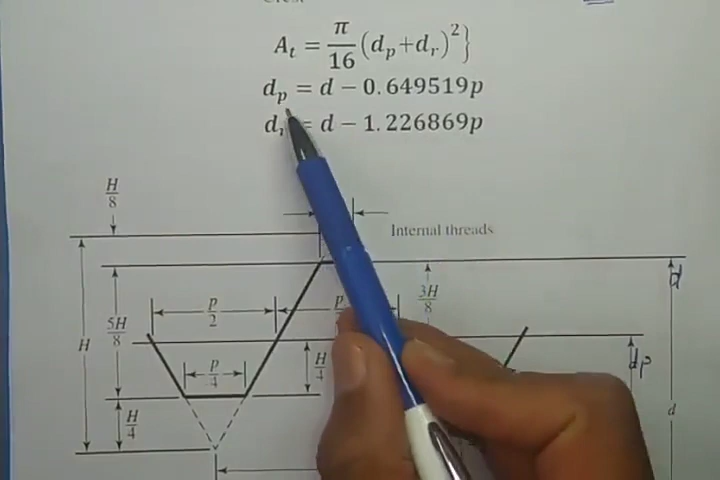 A_t = π/16 (d_p+d_r)^2}
d_p = d − 0.649519p
= d − 1.226869p
H/8
Internal threads
d
p/2
3H/8
5H/8
H
p/4
H/4
dp
d
H/4